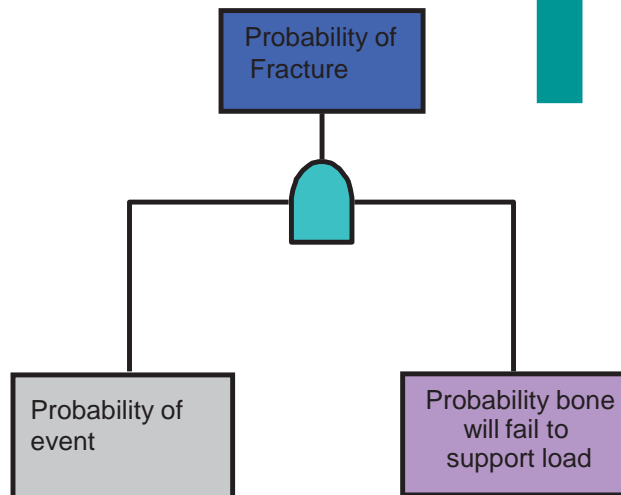 Probability of
Fracture
Probability of
event
Probability bone
will fail to
support load